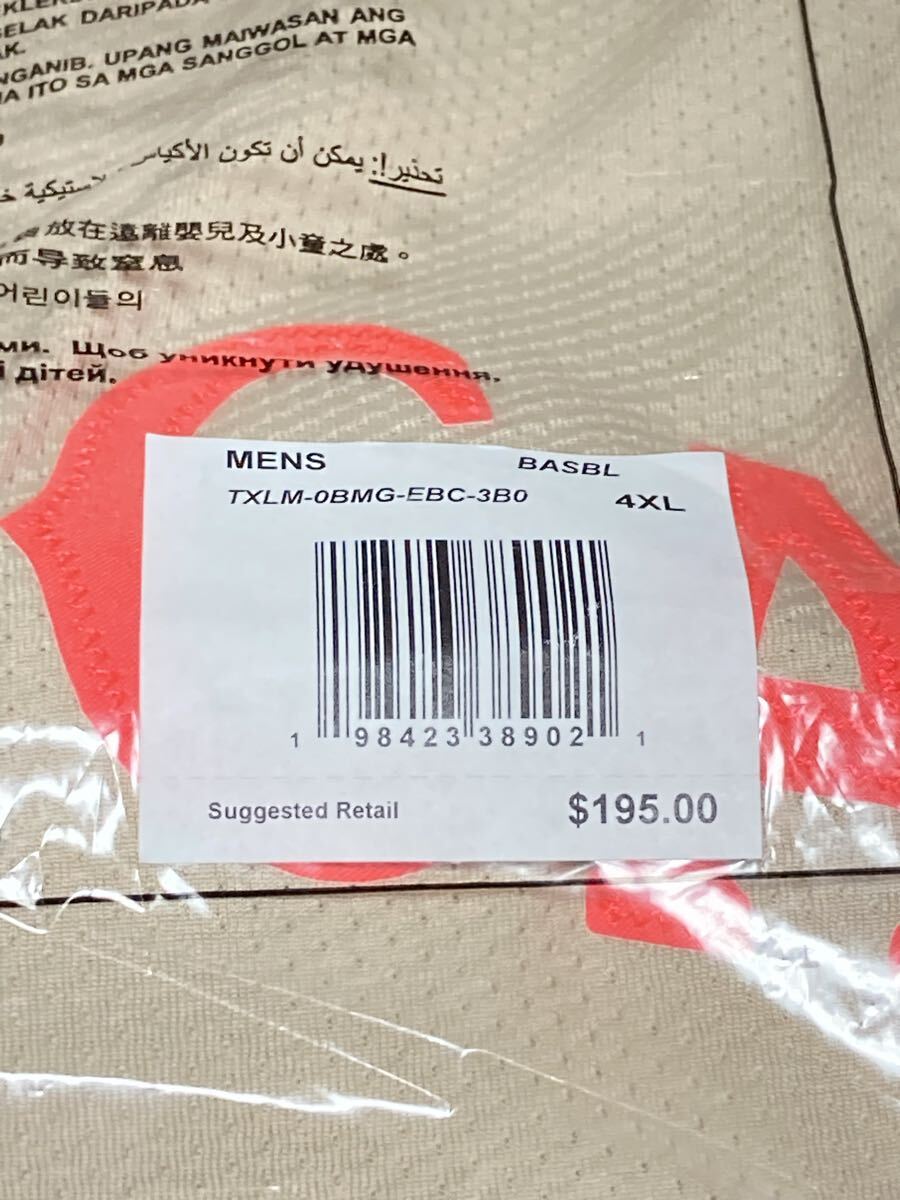 ELAK DARIPADA
AK.
NGANIB. UPANG MAIWASAN ANG
A ITO SA MGA SANGGOL AT MGA
تحذير!: يمكن أن تكون الأكياس
放在遠離嬰兒及小童之處。
而导致窒息
어린이들의
ми. Щоб уникнути удушення,
і дітей.
MENS BASBL
TXLM-0BMG-EBC-3B0 4XL
1 98423 38902 1
Suggested Retail $195.00
CA